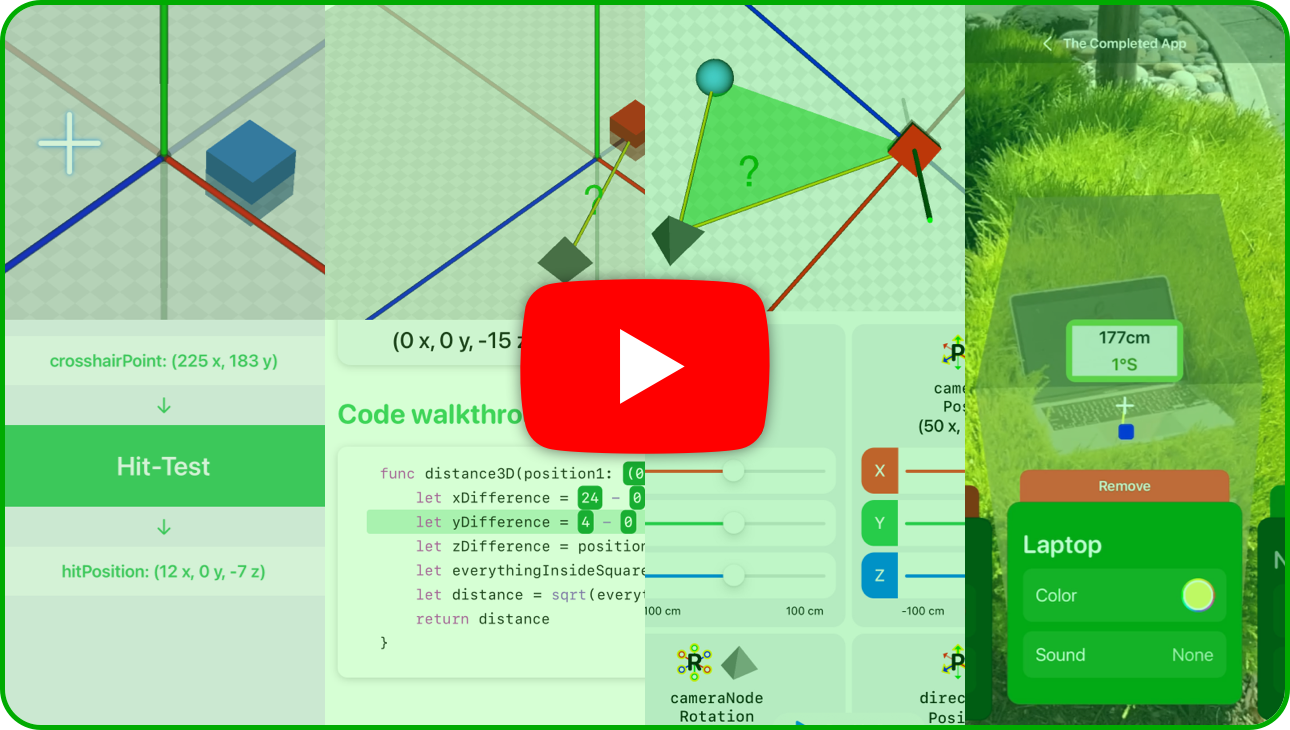 crosshairPoint: (225 x, 183 y)
↓
Hit-Test
↓
hitPosition: (12 x, 0 y, -7 z)
?
(0 x, 0 y, -15 z
Code walkthro
func distance3D(position1: (0
let xDifference = 24 - 0
let yDifference = 4 - 0
let zDifference = position
let everythingInsideSquare
let distance = sqrt(everyt
return distance
}
?
R
cameraNode
Rotation
100 cm
100 cm
P
came
Pos
(50 x,
X
Y
Z
-100 cm
P
direc
Posi
The Completed App
177cm
1°S
Remove
Laptop
Color
Sound
None
N